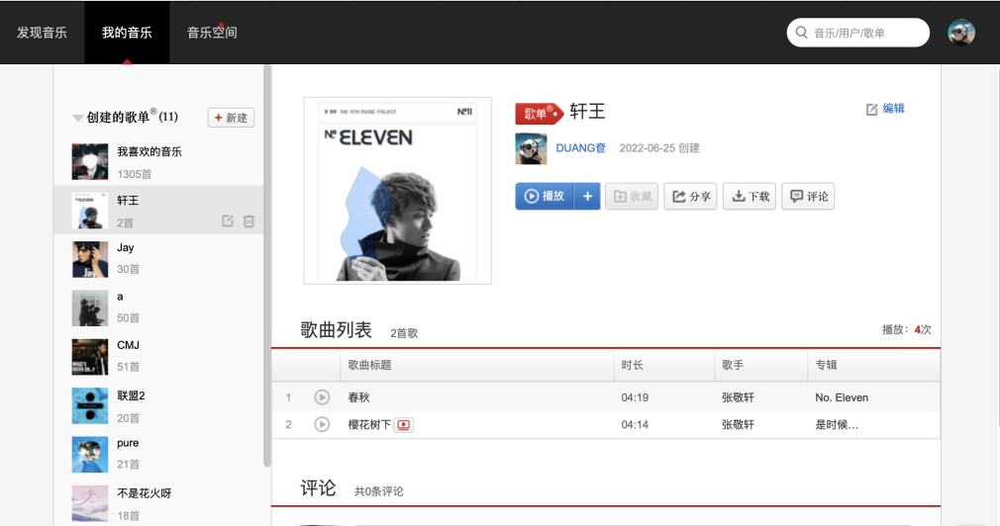 发现音乐 我的音乐 音乐空间 音乐/用户/歌单
创建的歌单®(11) + 新建
我喜欢的音乐
1305首
轩王
2首
Jay
30首
a
50首
CMJ
51首
联盟2
20首
pure
21首
不是花火呀
18首
THE 11TH MUSIC PROJECT Nº11
Nº ELEVEN
歌单® 轩王 编辑
DUANG奆 2022-06-25 创建
播放 + 收藏 分享 下载 评论
歌曲列表 2首歌 播放：4次
歌曲标题 时长 歌手 专辑
1 春秋 04:19 张敬轩 No. Eleven
2 樱花树下 04:14 张敬轩 是时候…
评论 共0条评论